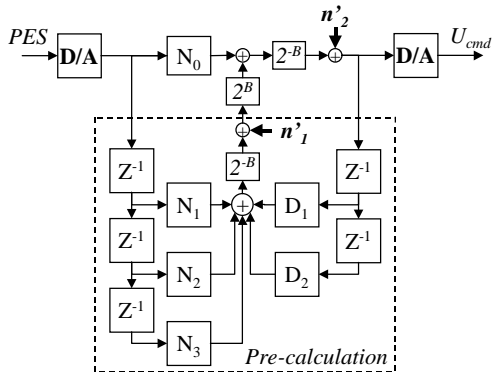 n'₂
PES
D/A
N₀
+
2⁻ᴮ
+
D/A
U_cmd
2ᴮ
+
n'₁
Z⁻¹
2⁻ᴮ
Z⁻¹
N₁
+
D₁
Z⁻¹
Z⁻¹
N₂
D₂
Z⁻¹
N₃
Pre-calculation